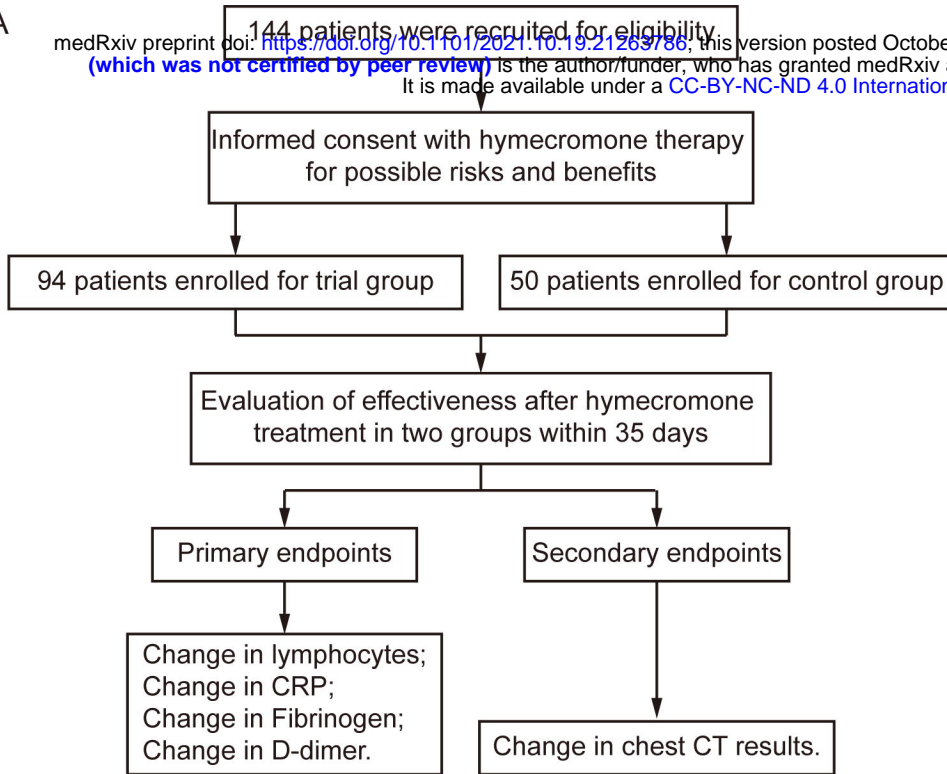 A
144 patients were recruited for eligibility
medRxiv preprint doi: https://doi.org/10.1101/2021.10.19.21263786; this version posted Octobe
(which was not certified by peer review) is the author/funder, who has granted medRxiv a
It is made available under a CC-BY-NC-ND 4.0 Internation
Informed consent with hymecromone therapy
for possible risks and benefits
94 patients enrolled for trial group
50 patients enrolled for control group
Evaluation of effectiveness after hymecromone
treatment in two groups within 35 days
Primary endpoints
Secondary endpoints
Change in lymphocytes;
Change in CRP;
Change in Fibrinogen;
Change in D-dimer.
Change in chest CT results.